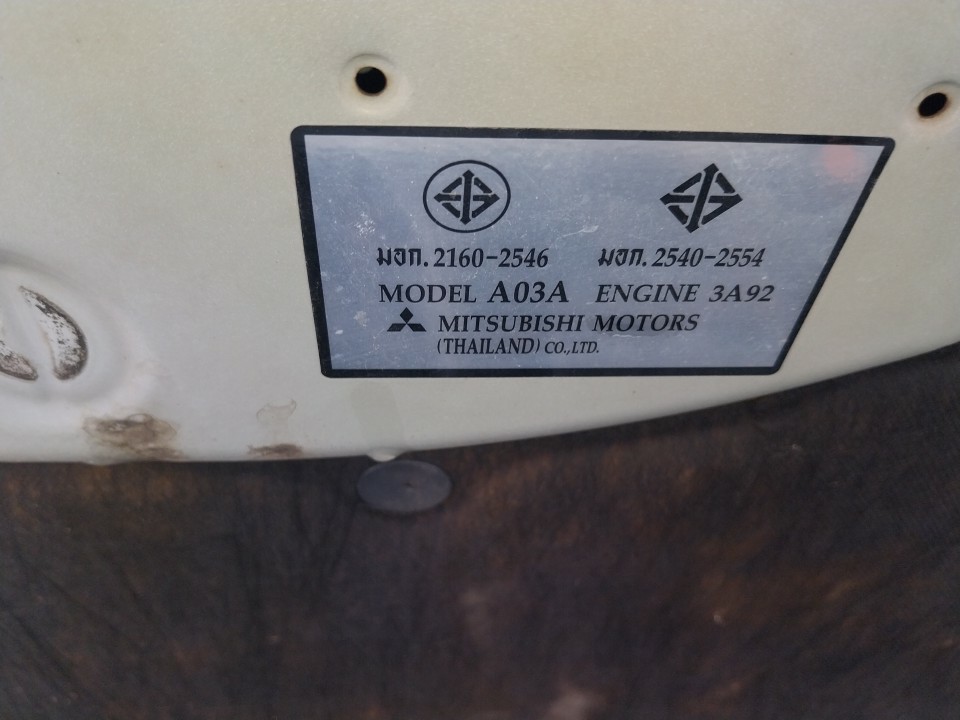 มอก. 2160-2546 มอก. 2540-2554
MODEL A03A ENGINE 3A92
MITSUBISHI MOTORS
(THAILAND) CO.,LTD.